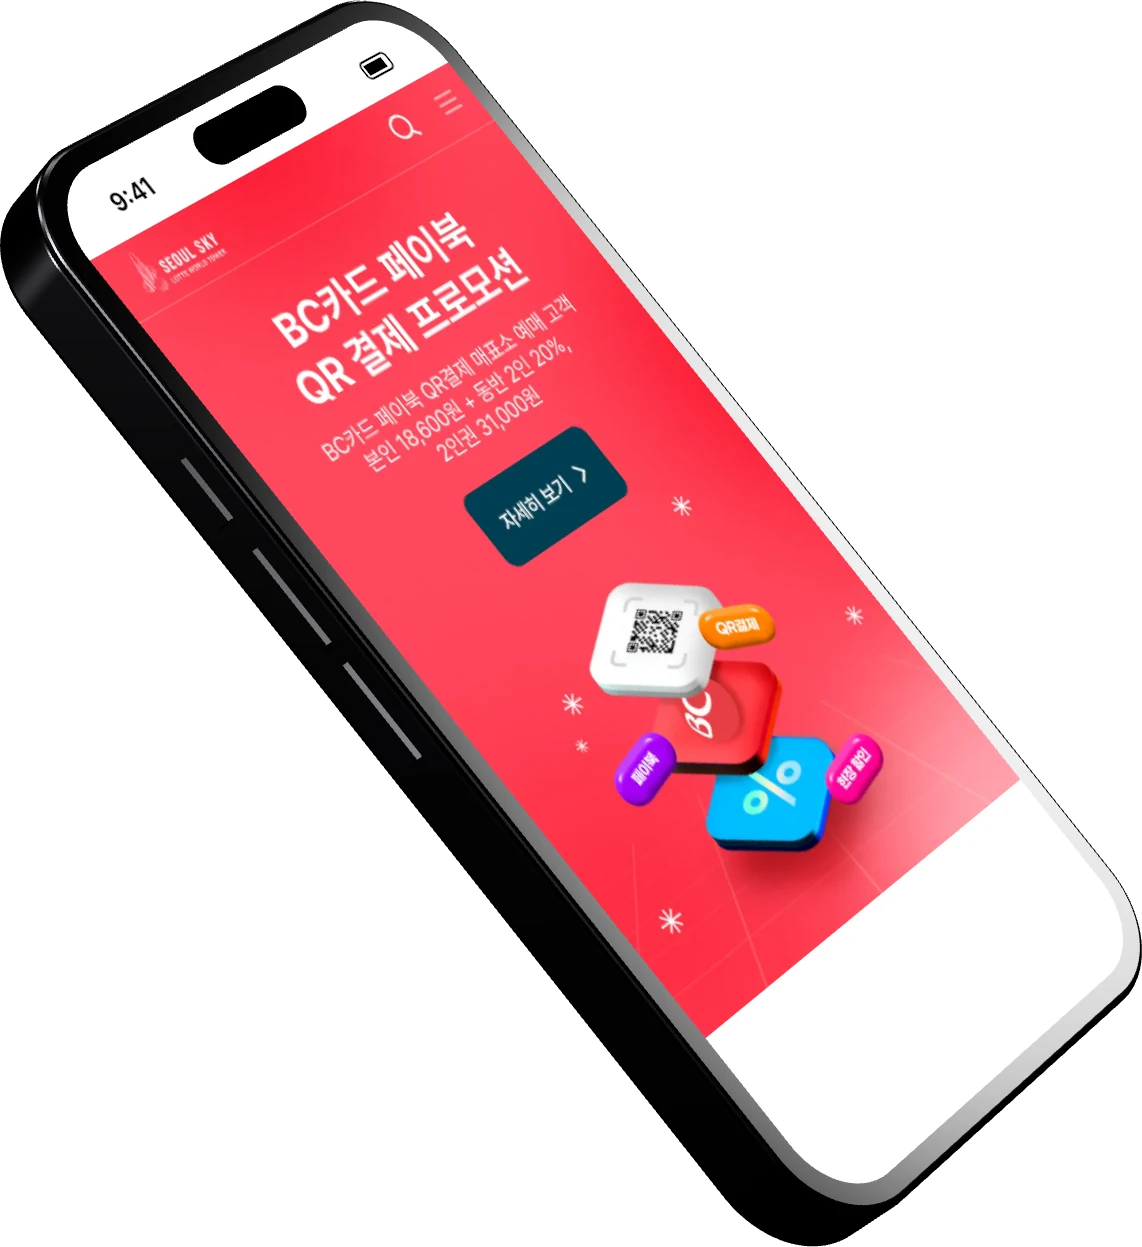 9:41
SEOUL SKY
LOTTE WORLD TOWER
BC카드 페이북
QR 결제 프로모션
BC카드 페이북 QR결제 매표소 예매 고객
본인 18,600원 + 동반 2인 20%,
2인권 31,000원
자세히 보기
QR결제
BC
페이북
%
현장 할인